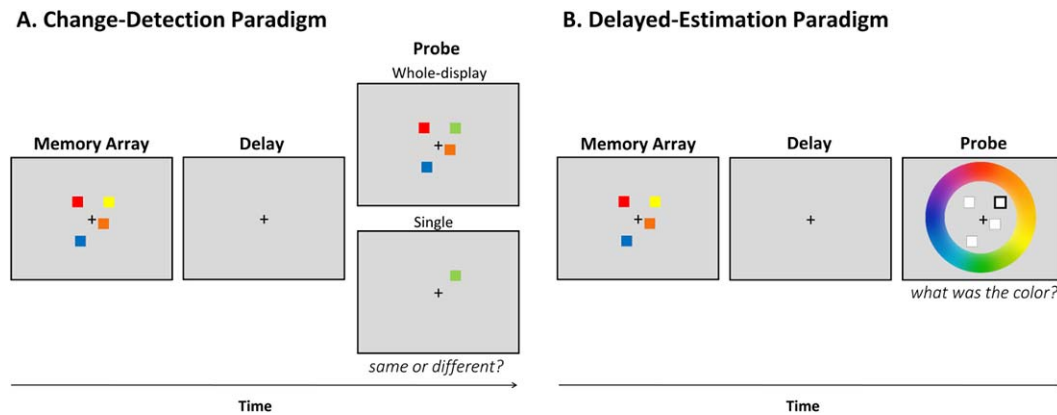 A. Change-Detection Paradigm
Probe
Whole-display
Memory Array
Delay
Single
same or different?
Time
B. Delayed-Estimation Paradigm
Memory Array
Delay
Probe
what was the color?
Time